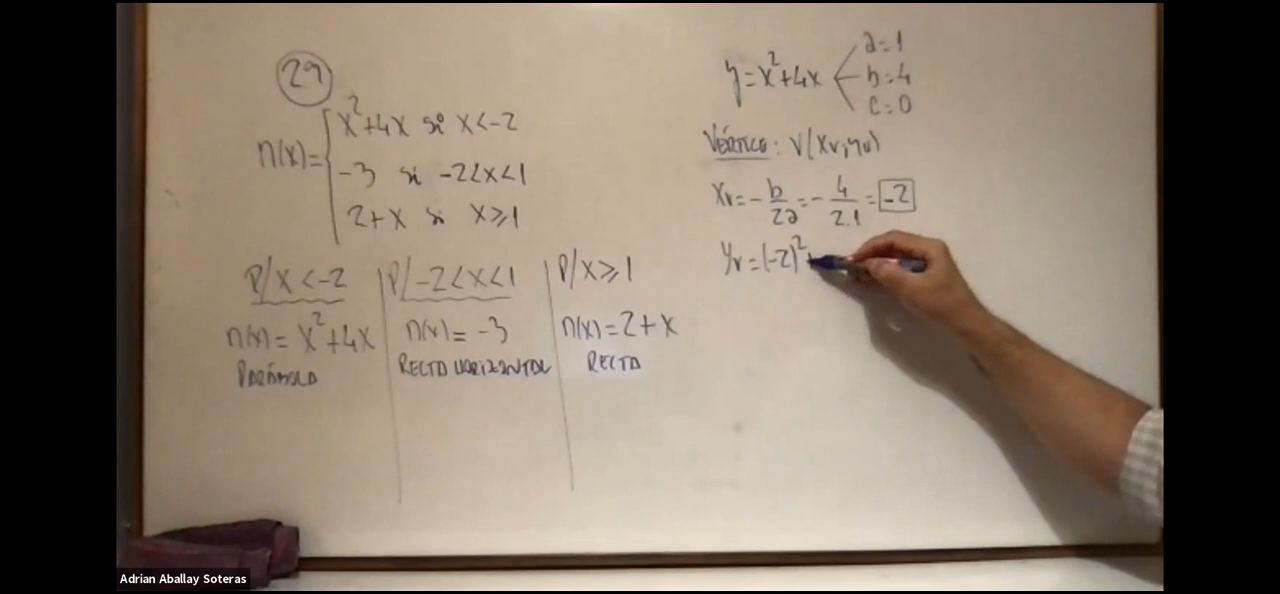 29
n(x)= x²+4x si x<-2
-3 si -2<x<1
2+x si x≥1
P/x<-2
n(x)= x²+4x
PARÁBOLA
P/-2<x<1
n(x)= -3
RECTA HORIZONTAL
P/x≥1
n(x)=2+x
RECTA
y=x²+4x
a=1
b=4
c=0
VÉRTICE: V(xv;yv)
xv=-b/2a=-4/2.1=-2
yv=(-2)²+
Adrian Aballay Soteras